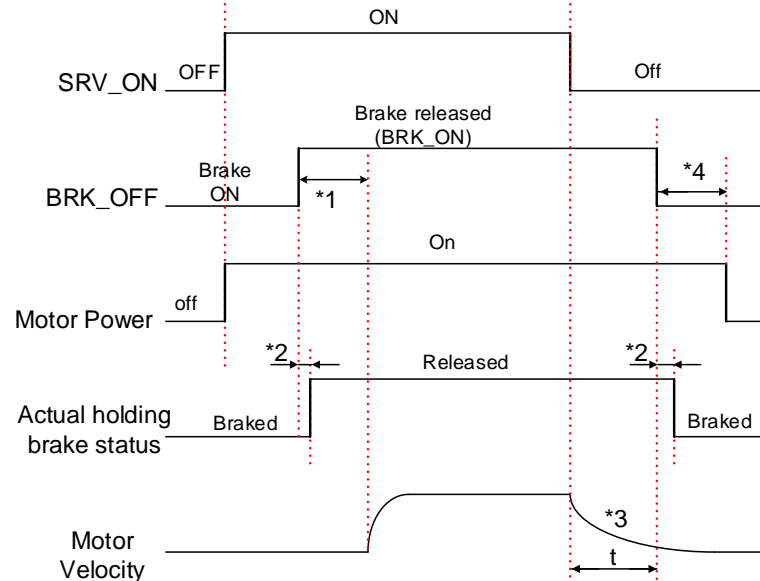 ON
OFF
Off
SRV_ON
Brake released
(BRK_ON)
Brake
ON
*1
*4
BRK_OFF
On
off
Motor Power
*2
Released
*2
Actual holding
brake status
Braked
Braked
*3
Motor
Velocity
t